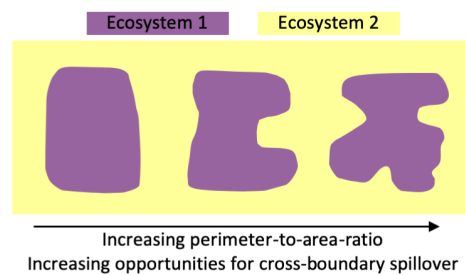 Ecosystem 1
Ecosystem 2
Increasing perimeter-to-area-ratio
Increasing opportunities for cross-boundary spillover